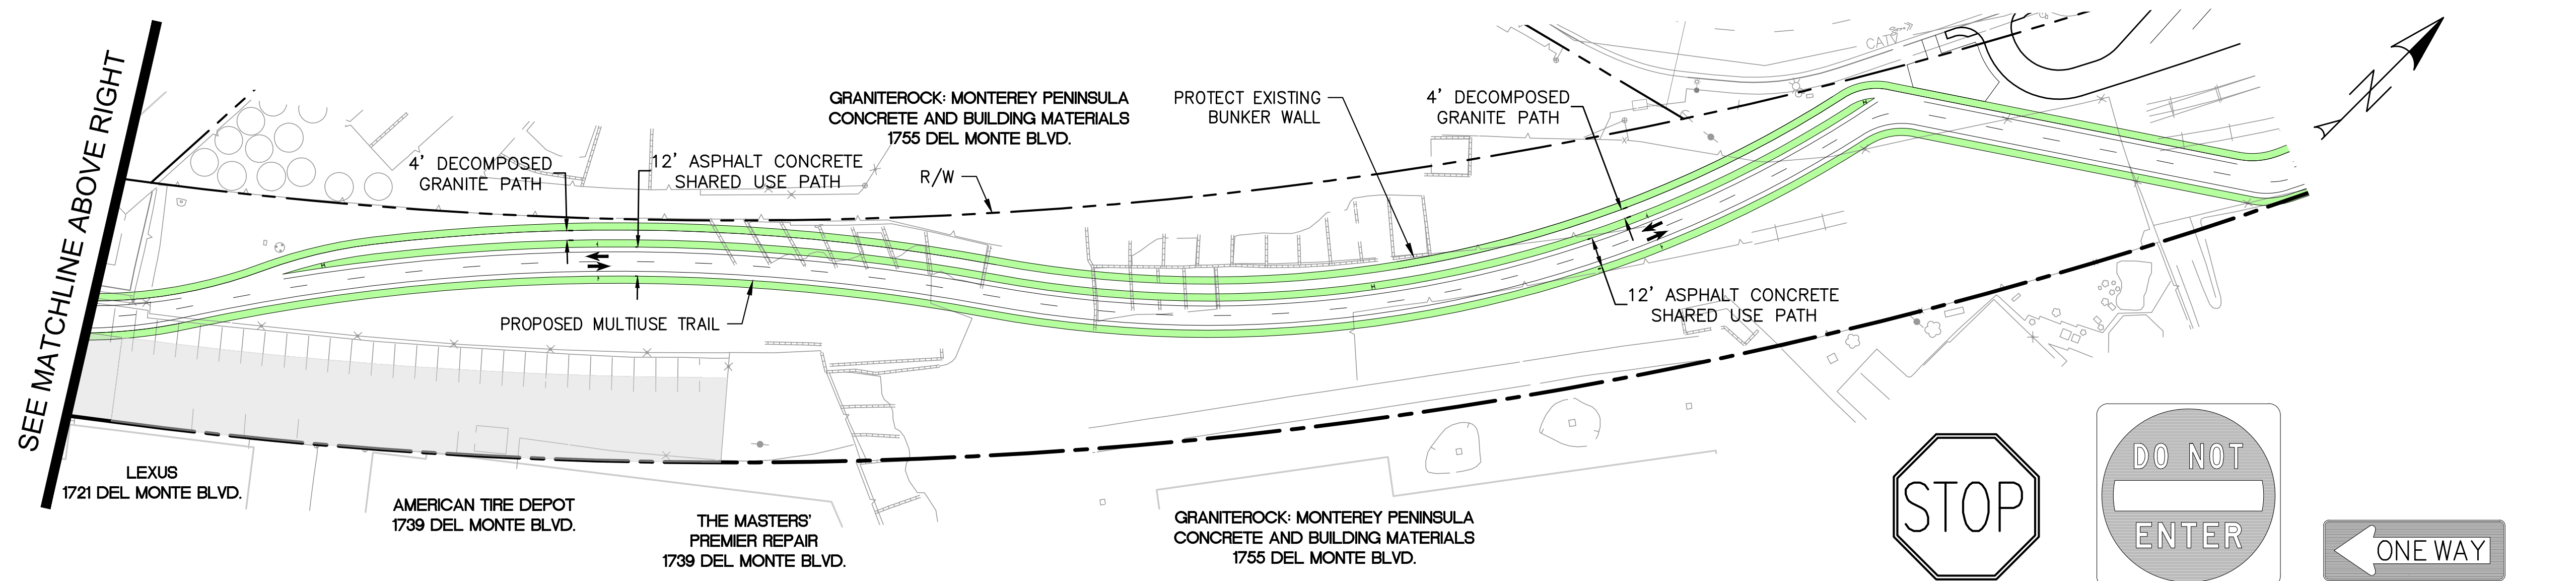 SEE MATCHLINE ABOVE RIGHT
4' DECOMPOSED
GRANITE PATH
12' ASPHALT CONCRETE
SHARED USE PATH
GRANITEROCK: MONTEREY PENINSULA
CONCRETE AND BUILDING MATERIALS
1755 DEL MONTE BLVD.
R/W
PROTECT EXISTING
BUNKER WALL
4' DECOMPOSED
GRANITE PATH
CATV
PROPOSED MULTIUSE TRAIL
12' ASPHALT CONCRETE
SHARED USE PATH
LEXUS
1721 DEL MONTE BLVD.
AMERICAN TIRE DEPOT
1739 DEL MONTE BLVD.
THE MASTERS'
PREMIER REPAIR
1739 DEL MONTE BLVD.
GRANITEROCK: MONTEREY PENINSULA
CONCRETE AND BUILDING MATERIALS
1755 DEL MONTE BLVD.
STOP
DO NOT
ENTER
ONE WAY